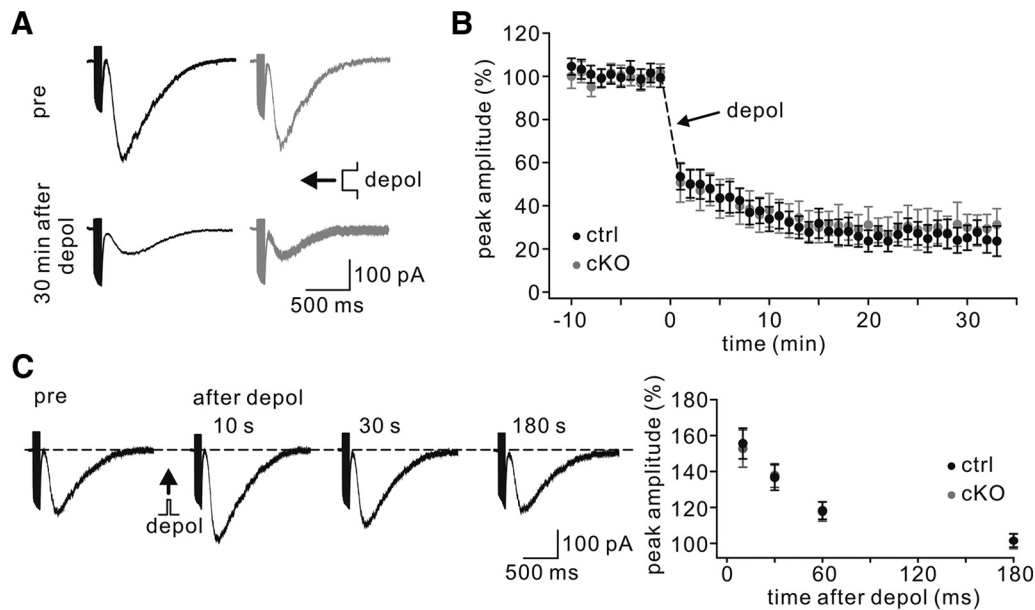 A
pre
30 min after
depol
depol
100 pA
500 ms
B
peak amplitude (%)
120
100
80
60
40
20
0
depol
ctrl
cKO
-10
0
10
20
30
time (min)
C
pre
after depol
10 s
30 s
180 s
depol
100 pA
500 ms
peak amplitude (%)
180
160
140
120
100
ctrl
cKO
0
60
120
180
time after depol (ms)